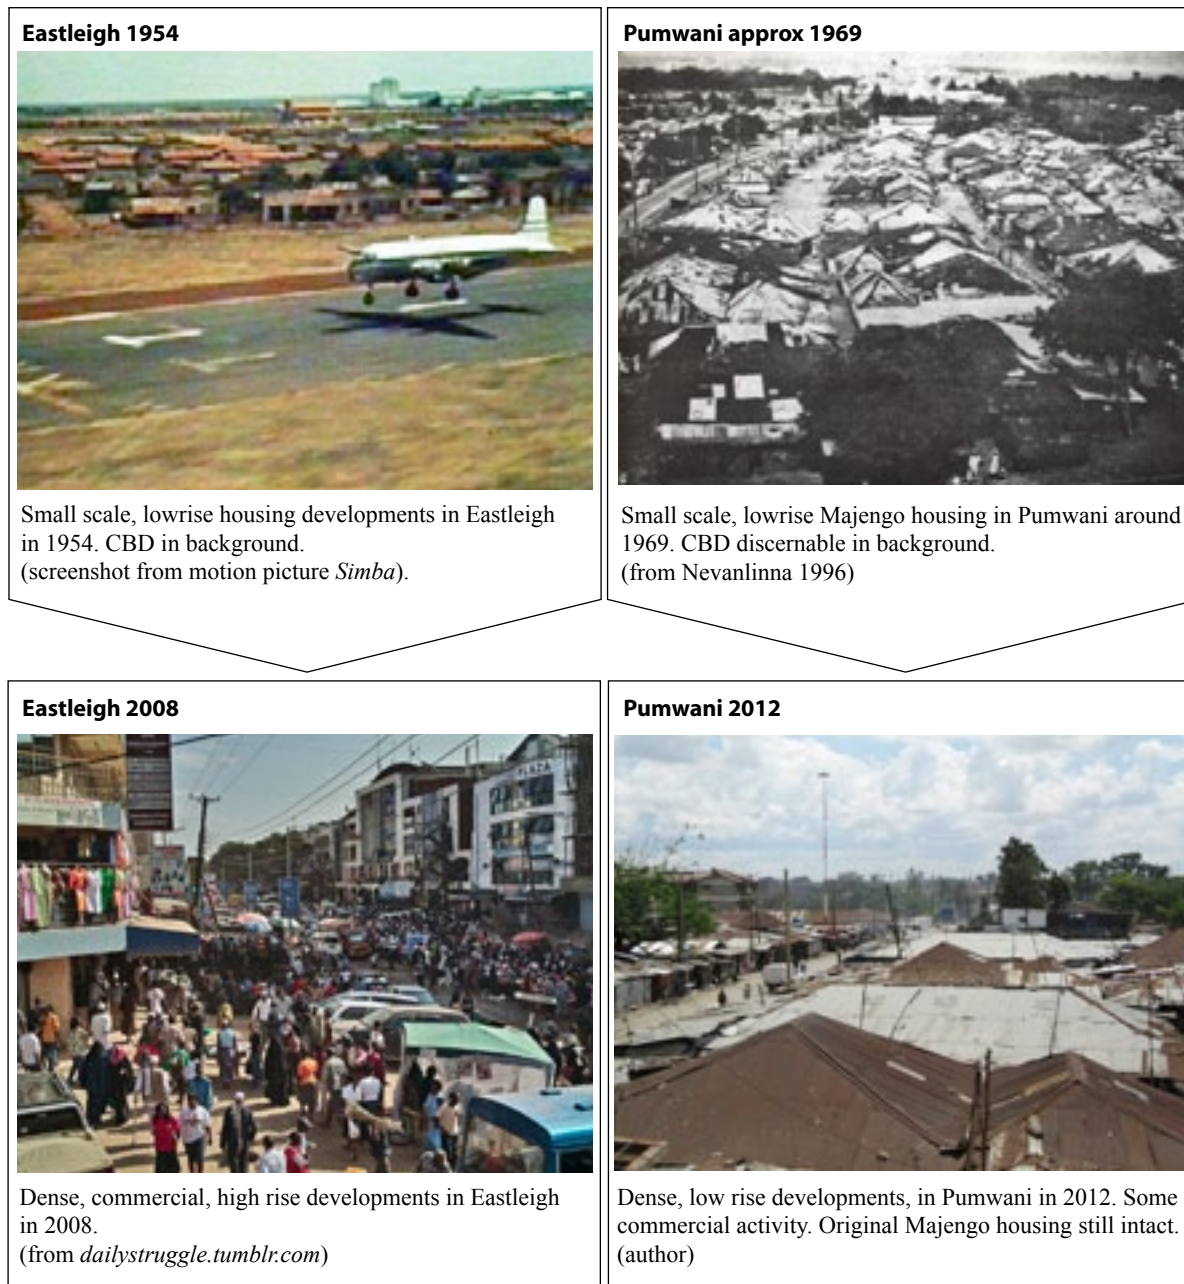 Eastleigh 1954
Small scale, lowrise housing developments in Eastleigh
in 1954. CBD in background.
(screenshot from motion picture Simba).
Pumwani approx 1969
Small scale, lowrise Majengo housing in Pumwani around
1969. CBD discernable in background.
(from Nevanlinna 1996)
Eastleigh 2008
PLAZA
Dense, commercial, high rise developments in Eastleigh
in 2008.
(from dailystruggle.tumblr.com)
Pumwani 2012
Dense, low rise developments, in Pumwani in 2012. Some
commercial activity. Original Majengo housing still intact.
(author)